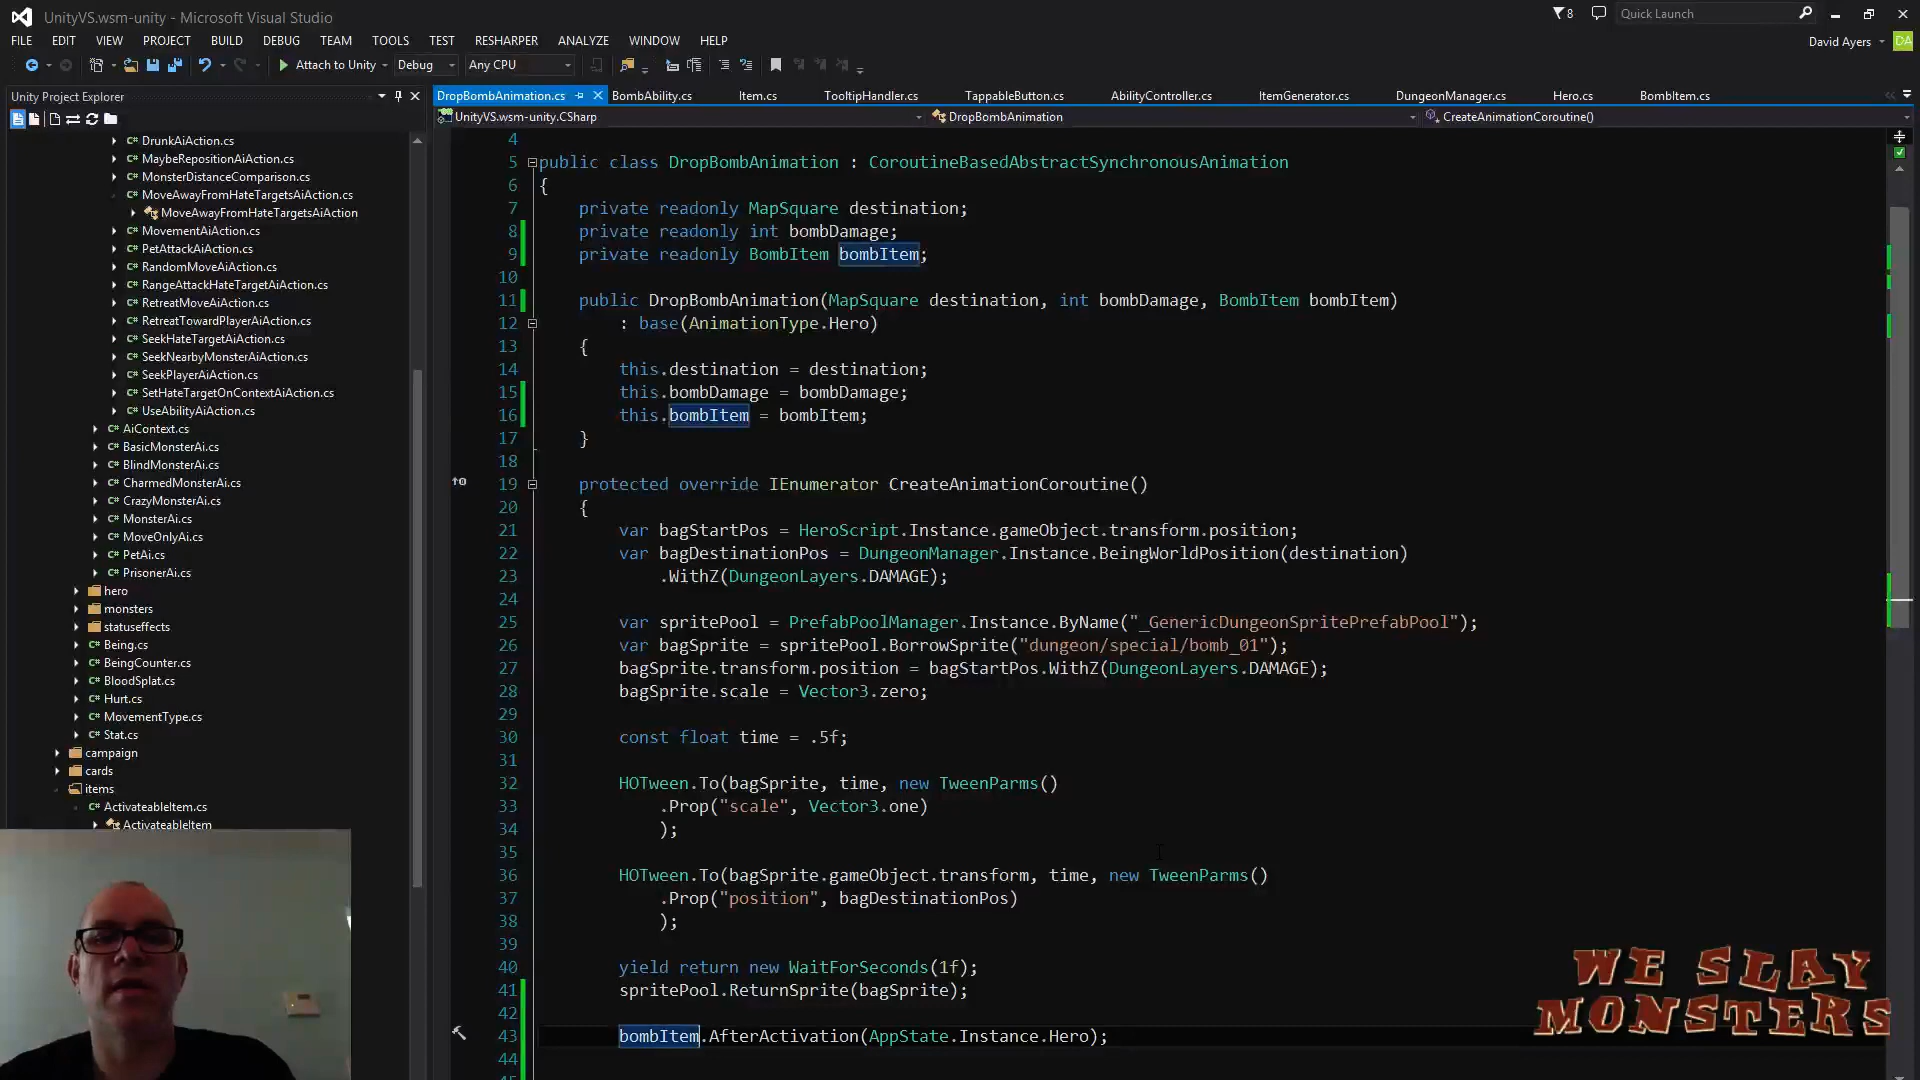 UnityVS.wsm-unity - Microsoft Visual Studio
8
Quick Launch
FILE EDIT VIEW PROJECT BUILD DEBUG TEAM TOOLS TEST RESHARPER ANALYZE WINDOW HELP
David Ayers
DA
Attach to Unity
Debug
Any CPU
Unity Project Explorer
DrunkAiAction.cs
MaybeRepositionAiAction.cs
MonsterDistanceComparison.cs
MoveAwayFromHateTargetsAiAction.cs
MoveAwayFromHateTargetsAiAction
MovementAiAction.cs
PetAttackAiAction.cs
RandomMoveAiAction.cs
RangeAttackHateTargetAiAction.cs
RetreatMoveAiAction.cs
RetreatTowardPlayerAiAction.cs
SeekHateTargetAiAction.cs
SeekNearbyMonsterAiAction.cs
SeekPlayerAiAction.cs
SetHateTargetOnContextAiAction.cs
UseAbilityAiAction.cs
AiContext.cs
BasicMonsterAi.cs
BlindMonsterAi.cs
CharmedMonsterAi.cs
CrazyMonsterAi.cs
MonsterAi.cs
MoveOnlyAi.cs
PetAi.cs
PrisonerAi.cs
hero
monsters
statuseffects
Being.cs
BeingCounter.cs
BloodSplat.cs
Hurt.cs
MovementType.cs
Stat.cs
campaign
cards
items
ActivateableItem.cs
ActivateableItem
DropBombAnimation.cs BombAbility.cs Item.cs TooltipHandler.cs TappableButton.cs AbilityController.cs ItemGenerator.cs DungeonManager.cs Hero.cs BombItem.cs
UnityVS.wsm-unity.CSharp DropBombAnimation CreateAnimationCoroutine()
4
5 public class DropBombAnimation : CoroutineBasedAbstractSynchronousAnimation
6 {
7 private readonly MapSquare destination;
8 private readonly int bombDamage;
9 private readonly BombItem bombItem;
10
11 public DropBombAnimation(MapSquare destination, int bombDamage, BombItem bombItem)
12 : base(AnimationType.Hero)
13 {
14 this.destination = destination;
15 this.bombDamage = bombDamage;
16 this.bombItem = bombItem;
17 }
18
19 protected override IEnumerator CreateAnimationCoroutine()
20 {
21 var bagStartPos = HeroScript.Instance.gameObject.transform.position;
22 var bagDestinationPos = DungeonManager.Instance.BeingWorldPosition(destination)
23 .WithZ(DungeonLayers.DAMAGE);
24
25 var spritePool = PrefabPoolManager.Instance.ByName("_GenericDungeonSpritePrefabPool");
26 var bagSprite = spritePool.BorrowSprite("dungeon/special/bomb_01");
27 bagSprite.transform.position = bagStartPos.WithZ(DungeonLayers.DAMAGE);
28 bagSprite.scale = Vector3.zero;
29
30 const float time = .5f;
31
32 HOTween.To(bagSprite, time, new TweenParms()
33 .Prop("scale", Vector3.one)
34 );
35
36 HOTween.To(bagSprite.gameObject.transform, time, new TweenParms()
37 .Prop("position", bagDestinationPos)
38 );
39
40 yield return new WaitForSeconds(1f);
41 spritePool.ReturnSprite(bagSprite);
42
43 bombItem.AfterActivation(AppState.Instance.Hero);
44
WE SLAY
MONSTERS